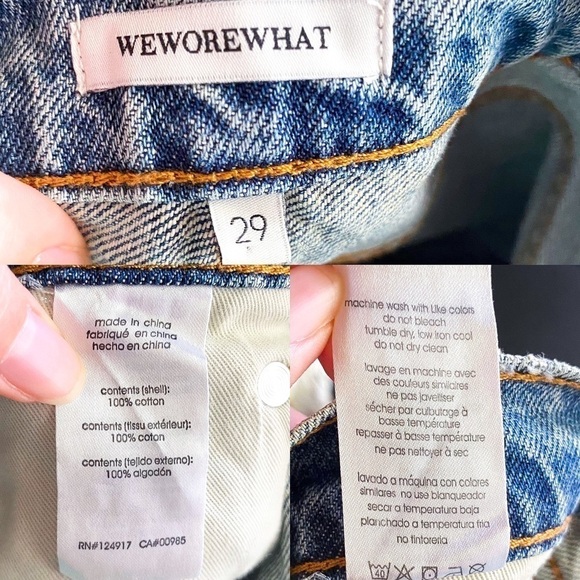 WEWOREWHAT
29
made in china
fabriqué en china
hecho en china
contents (shell):
100% cotton
contents (tissu extérieur):
100% cotton
contents (tejido externo):
100% algodón
RN#124917 CA#00985
machine wash with like colors
do not bleach
tumble dry, low iron cool
do not dry clean
lavage en machine avec
des couleurs similaires
ne pas javelliser
sécher par culbutage à
basse température
repasser à basse température
ne pas nettoyer à sec
lavado a máquina con colores
similares no use blanqueador
secar a temperatura baja
planchado a temperatura fria
no tintoreria
40